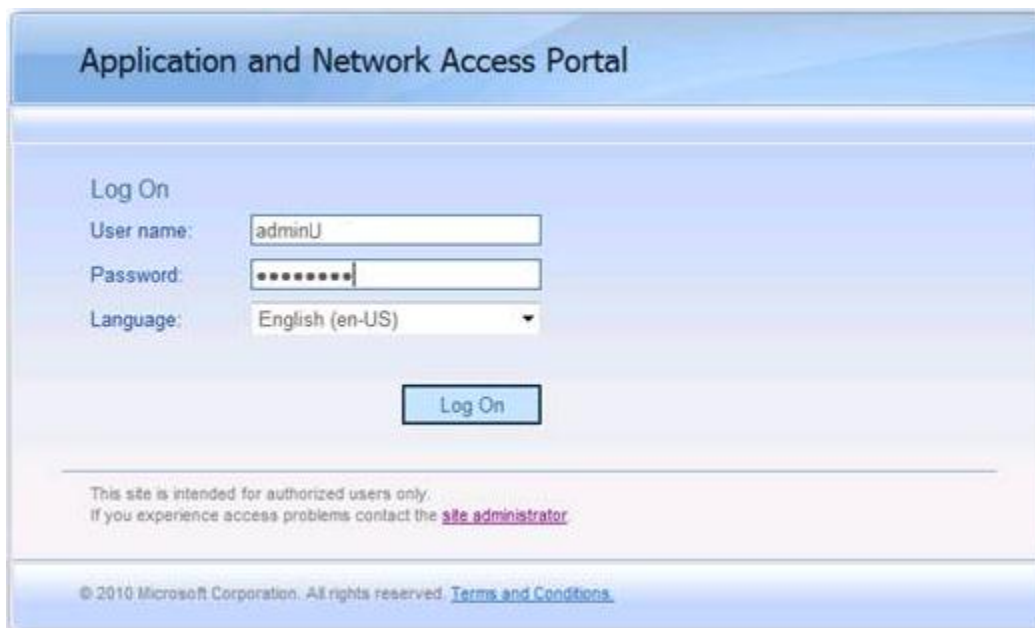 Application and Network Access Portal
Log On
User name: adminU
Password: ••••••••
Language: English (en-US)
Log On
This site is intended for authorized users only.
If you experience access problems contact the site administrator
© 2010 Microsoft Corporation. All rights reserved. Terms and Conditions.